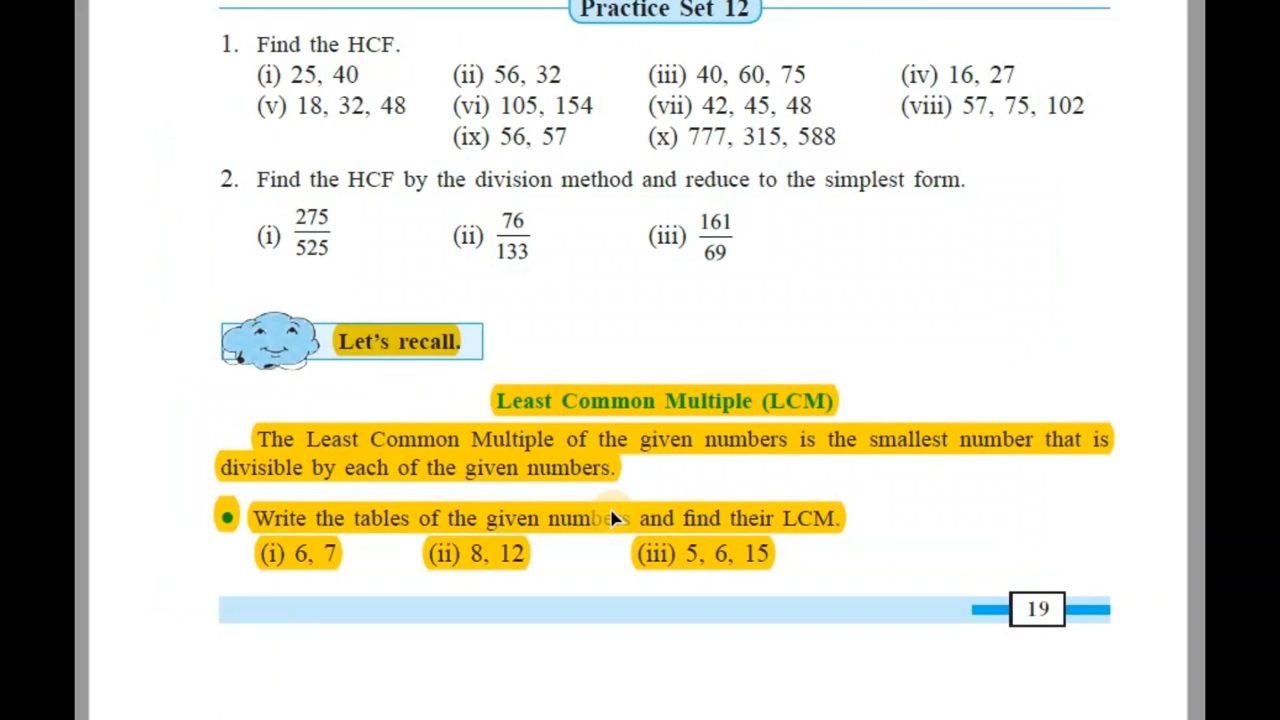 Practice Set 12
1. Find the HCF.
(i) 25, 40 (ii) 56, 32 (iii) 40, 60, 75 (iv) 16, 27
(v) 18, 32, 48 (vi) 105, 154 (vii) 42, 45, 48 (viii) 57, 75, 102
(ix) 56, 57 (x) 777, 315, 588
2. Find the HCF by the division method and reduce to the simplest form.
(i) 275/525 (ii) 76/133 (iii) 161/69
Let's recall.
Least Common Multiple (LCM)
The Least Common Multiple of the given numbers is the smallest number that is
divisible by each of the given numbers.
• Write the tables of the given numbers and find their LCM.
(i) 6, 7 (ii) 8, 12 (iii) 5, 6, 15
19